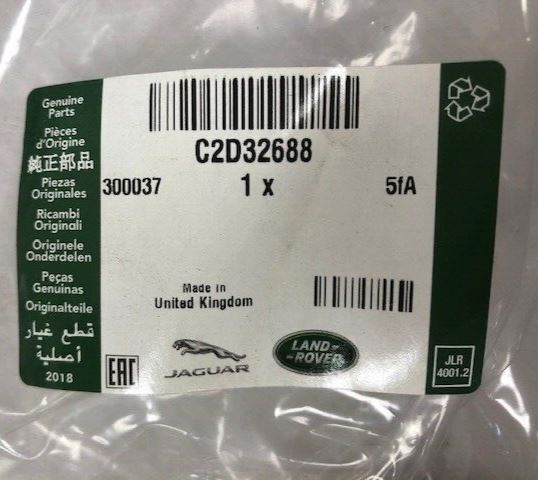 Genuine
Parts
Pièces
d'Origine
純正部品
Piezas
Originales
Ricambi
Originali
Originele
Onderdelen
Peças
Genuínas
Originalteile
قطع غيار
أصلية
2018
C2D32688
300037
1 x
5fA
Made in
United Kingdom
EAC
JAGUAR
LAND-
-ROVER
JLR
4001.2